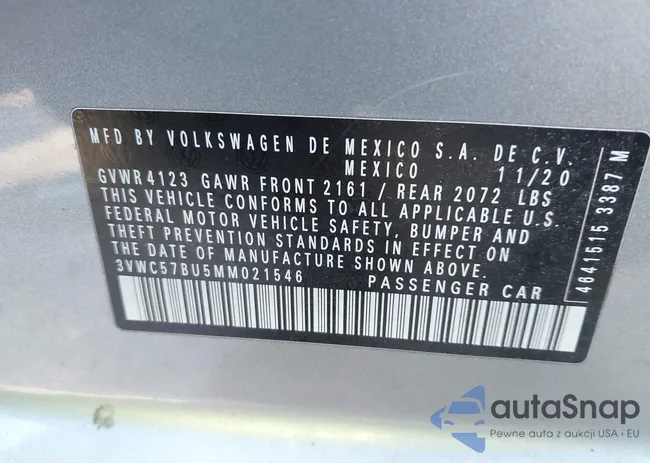 MFD BY VOLKSWAGEN DE MEXICO S.A. DE C.V.
MEXICO 11/20
GVWR 4123 GAWR FRONT 2161 / REAR 2072 LBS
THIS VEHICLE CONFORMS TO ALL APPLICABLE U.S.
FEDERAL MOTOR VEHICLE SAFETY, BUMPER AND
THEFT PREVENTION STANDARDS IN EFFECT ON
THE DATE OF MANUFACTURE SHOWN ABOVE.
3VWC57BU5MM021546 PASSENGER CAR
4641515 3387 M
autaSnap
Pewne auta z aukcji USA i EU